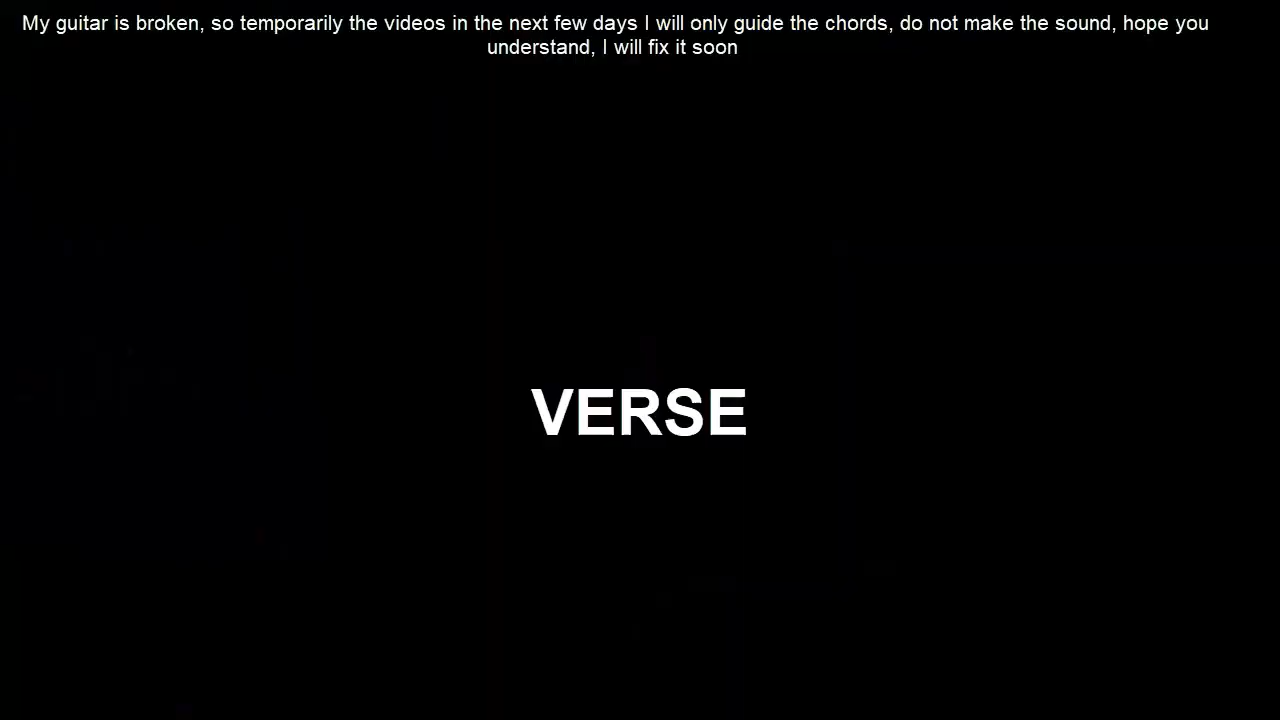 My guitar is broken, so temporarily the videos in the next few days I will only guide the chords, do not make the sound, hope you
understand, I will fix it soon
VERSE